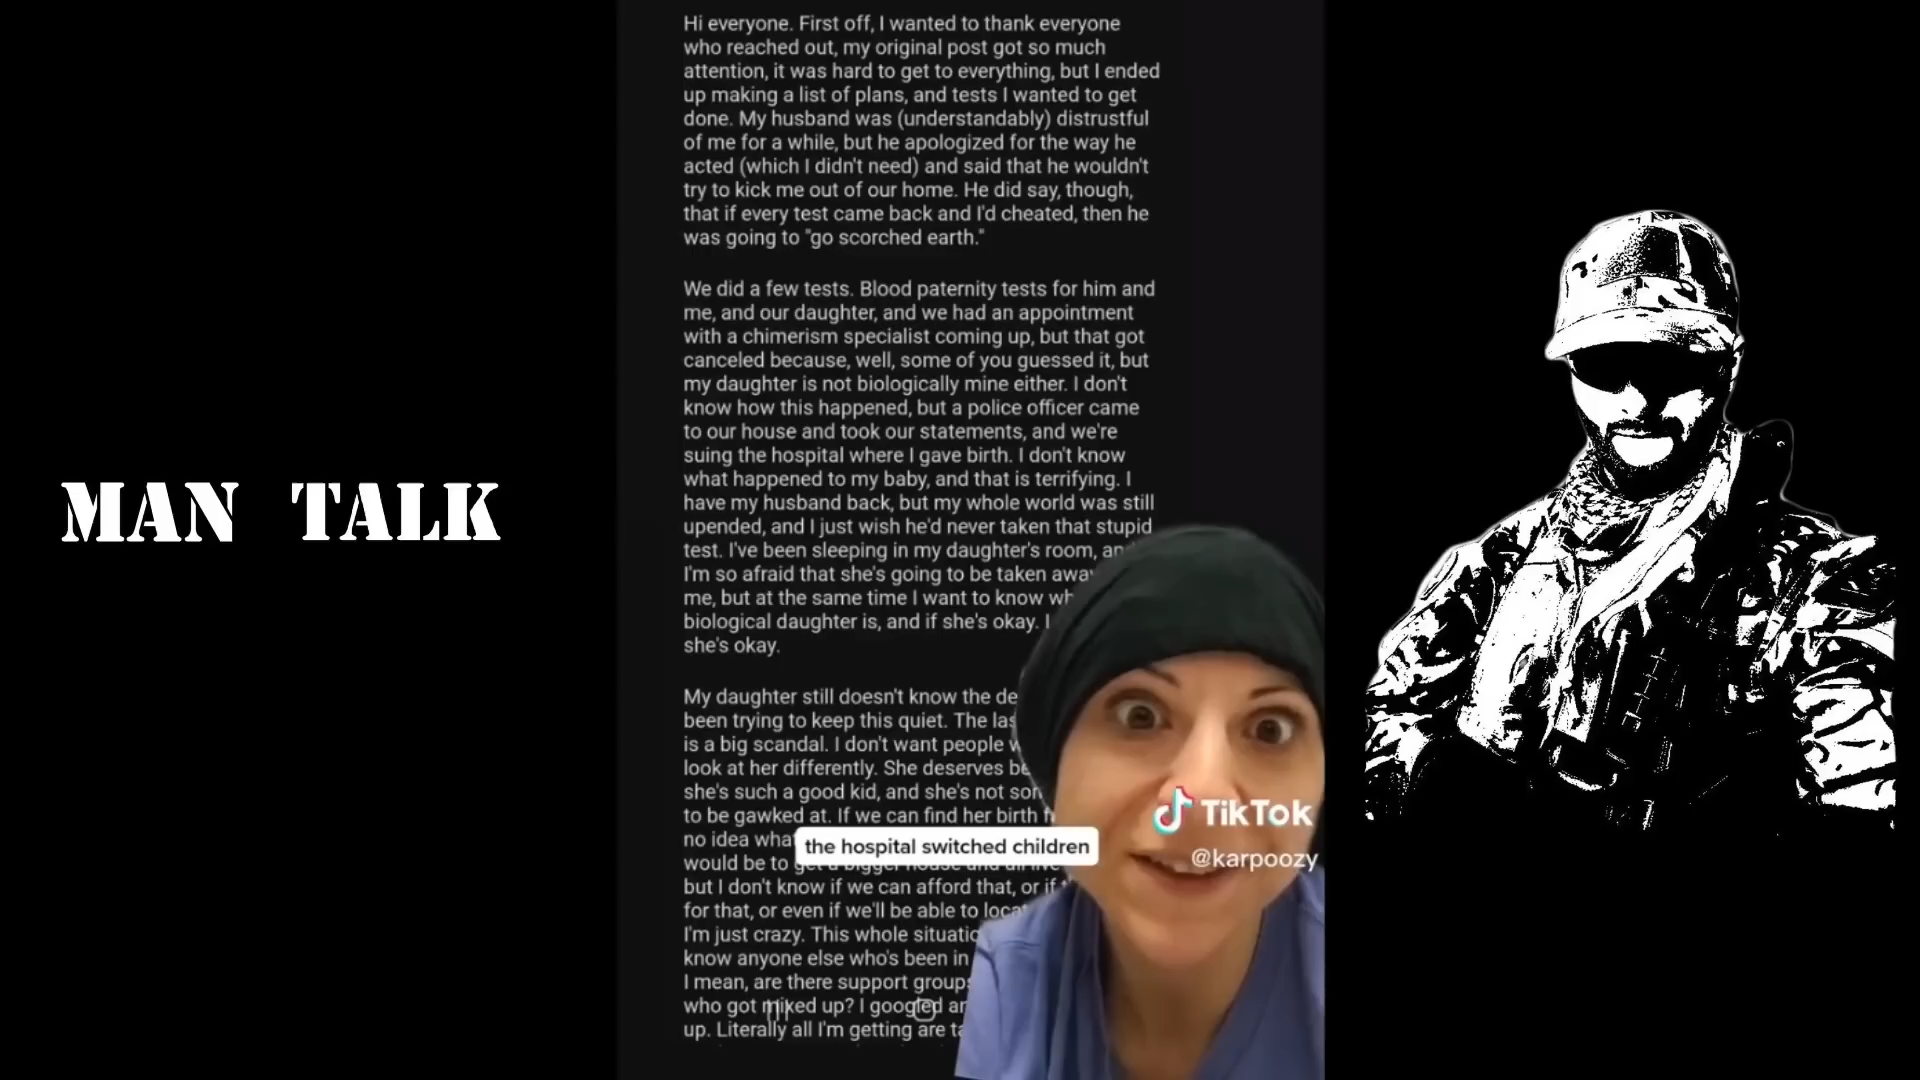 Hi everyone. First off, I wanted to thank everyone
who reached out, my original post got so much
attention, it was hard to get to everything, but I ended
up making a list of plans, and tests I wanted to get
done. My husband was (understandably) distrustful
of me for a while, but he apologized for the way he
acted (which I didn't need) and said that he wouldn't
try to kick me out of our home. He did say, though,
that if every test came back and I'd cheated, then he
was going to "go scorched earth."
We did a few tests. Blood paternity tests for him and
me, and our daughter, and we had an appointment
with a chimerism specialist coming up, but that got
canceled because, well, some of you guessed it, but
my daughter is not biologically mine either. I don't
know how this happened, but a police officer came
to our house and took our statements, and we're
suing the hospital where I gave birth. I don't know
what happened to my baby, and that is terrifying. I
have my husband back, but my whole world was still
upended, and I just wish he'd never taken that stupid
test. I've been sleeping in my daughter's room,
I'm so afraid that she's going to be taken
me, but at the same time I want to know
biological daughter is, and if she's okay. I
she's okay.
My daughter still doesn't know the
been trying to keep this quiet. The
is a big scandal. I don't want people
look at her differently. She deserves
she's such a good kid, and she's not
to be gawked at. If we can find her birth
no idea
would be to get a bigger house and
but I don't know if we can afford that, or if
for that, or even if we'll be able to
I'm just crazy. This whole
know anyone else who's been in
I mean, are there support
who got mixed up? I googled
up. Literally all I'm getting are
the hospital switched children
TikTok
@karpoozy
MAN TALK